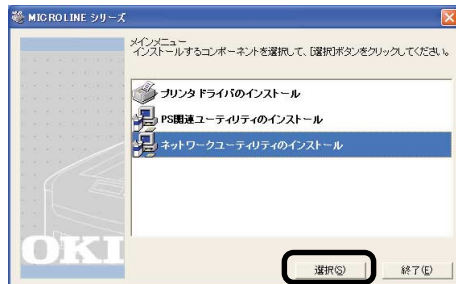 MICROLINE シリーズ
メインメニュー
インストールするコンポーネントを選択して、[選択]ボタンをクリックしてください。
プリンタドライバのインストール
PS関連ユーティリティのインストール
ネットワークユーティリティのインストール
OKI
選択(S) 終了(E)